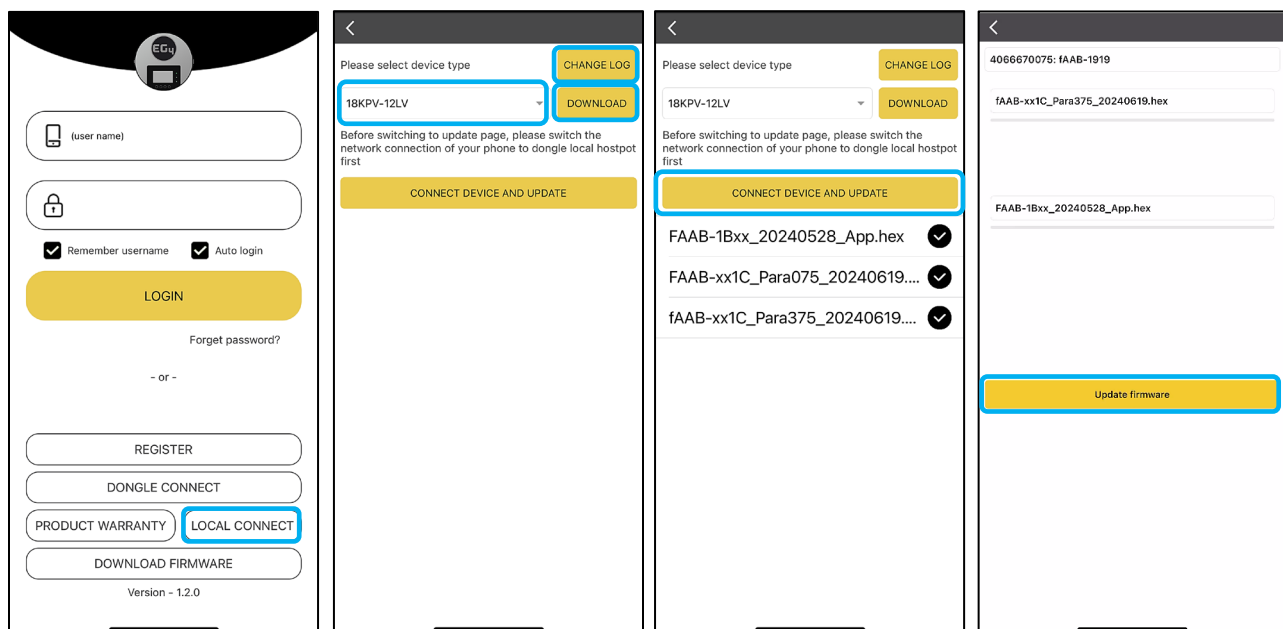 EG4
(user name)
Remember username
Auto login
LOGIN
Forget password?
- or -
REGISTER
DONGLE CONNECT
PRODUCT WARRANTY
LOCAL CONNECT
DOWNLOAD FIRMWARE
Version - 1.2.0
Please select device type
CHANGE LOG
18KPV-12LV
DOWNLOAD
Before switching to update page, please switch the
network connection of your phone to dongle local hostpot
first
CONNECT DEVICE AND UPDATE
Please select device type
CHANGE LOG
18KPV-12LV
DOWNLOAD
Before switching to update page, please switch the
network connection of your phone to dongle local hostpot
first
CONNECT DEVICE AND UPDATE
FAAB-1Bxx_20240528_App.hex
FAAB-xx1C_Para075_20240619....
fAAB-xx1C_Para375_20240619....
4066670075: fAAB-1919
fAAB-xx1C_Para375_20240619.hex
FAAB-1Bxx_20240528_App.hex
Update firmware